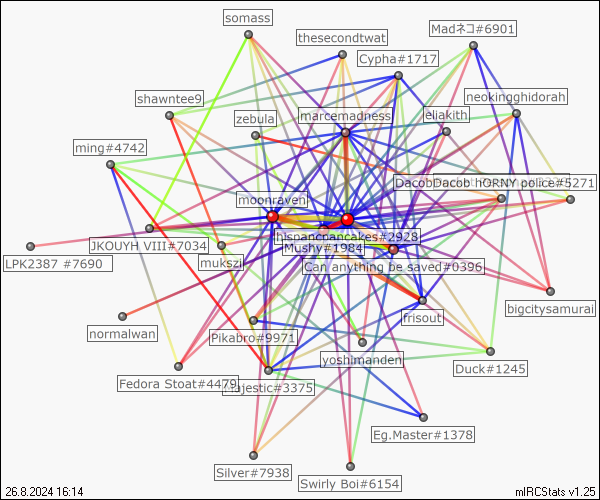 somass
Madネコ#6901
thesecondtwat
Cypha#1717
shawntee9
neokingghidorah
marcemadness
eliakith
zebula
ming#4742
Dacob hORNY police#5271
moonraven
hispanicpancakes#2928
JKOUYH VIII#7034
Mushy#1984
mukszi
LPK2387 #7690
Can anything be saved#0396
bigcitysamurai
frisout
normalwan
Pikabro#9971
yoshimanden
Duck#1245
Fedora Stoat#4479
Majestic#3375
Eg.Master#1378
Silver#7938
Swirly Boi#6154
26.8.2024 16:14
mIRCStats v1.25